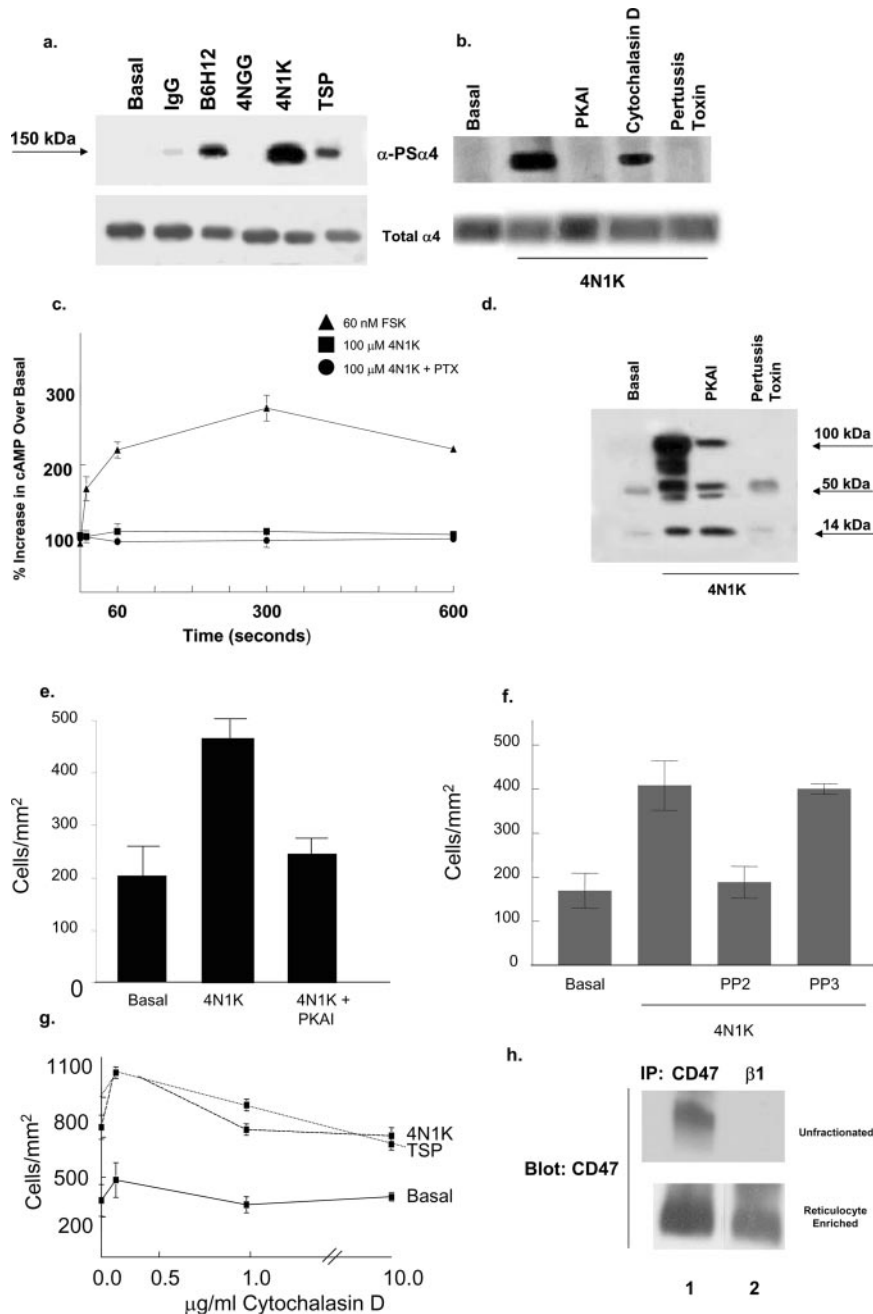 a.
Basal
IgG
B6H12
4NGG
4N1K
TSP
150 kDa
α-PSα4
Total α4
b.
Basal
PKAI
Cytochalasin D
Pertussis
Toxin
4N1K
c.
60 nM FSK
100 μM 4N1K
100 μM 4N1K + PTX
% Increase in cAMP Over Basal
300
200
100
60
300
600
Time (seconds)
d.
Basal
PKAI
Pertussis
Toxin
100 kDa
50 kDa
14 kDa
4N1K
e.
Cells/mm2
500
400
300
200
100
0
Basal
4N1K
4N1K +
PKAI
f.
Cells/mm2
500
400
300
200
100
0
Basal
PP2
PP3
4N1K
g.
Cells/mm2
1100
800
500
200
4N1K
TSP
Basal
0.0
0.5
1.0
10.0
μg/ml Cytochalasin D
h.
IP: CD47 β1
Unfractionated
Blot: CD47
Reticulocyte
Enriched
1 2